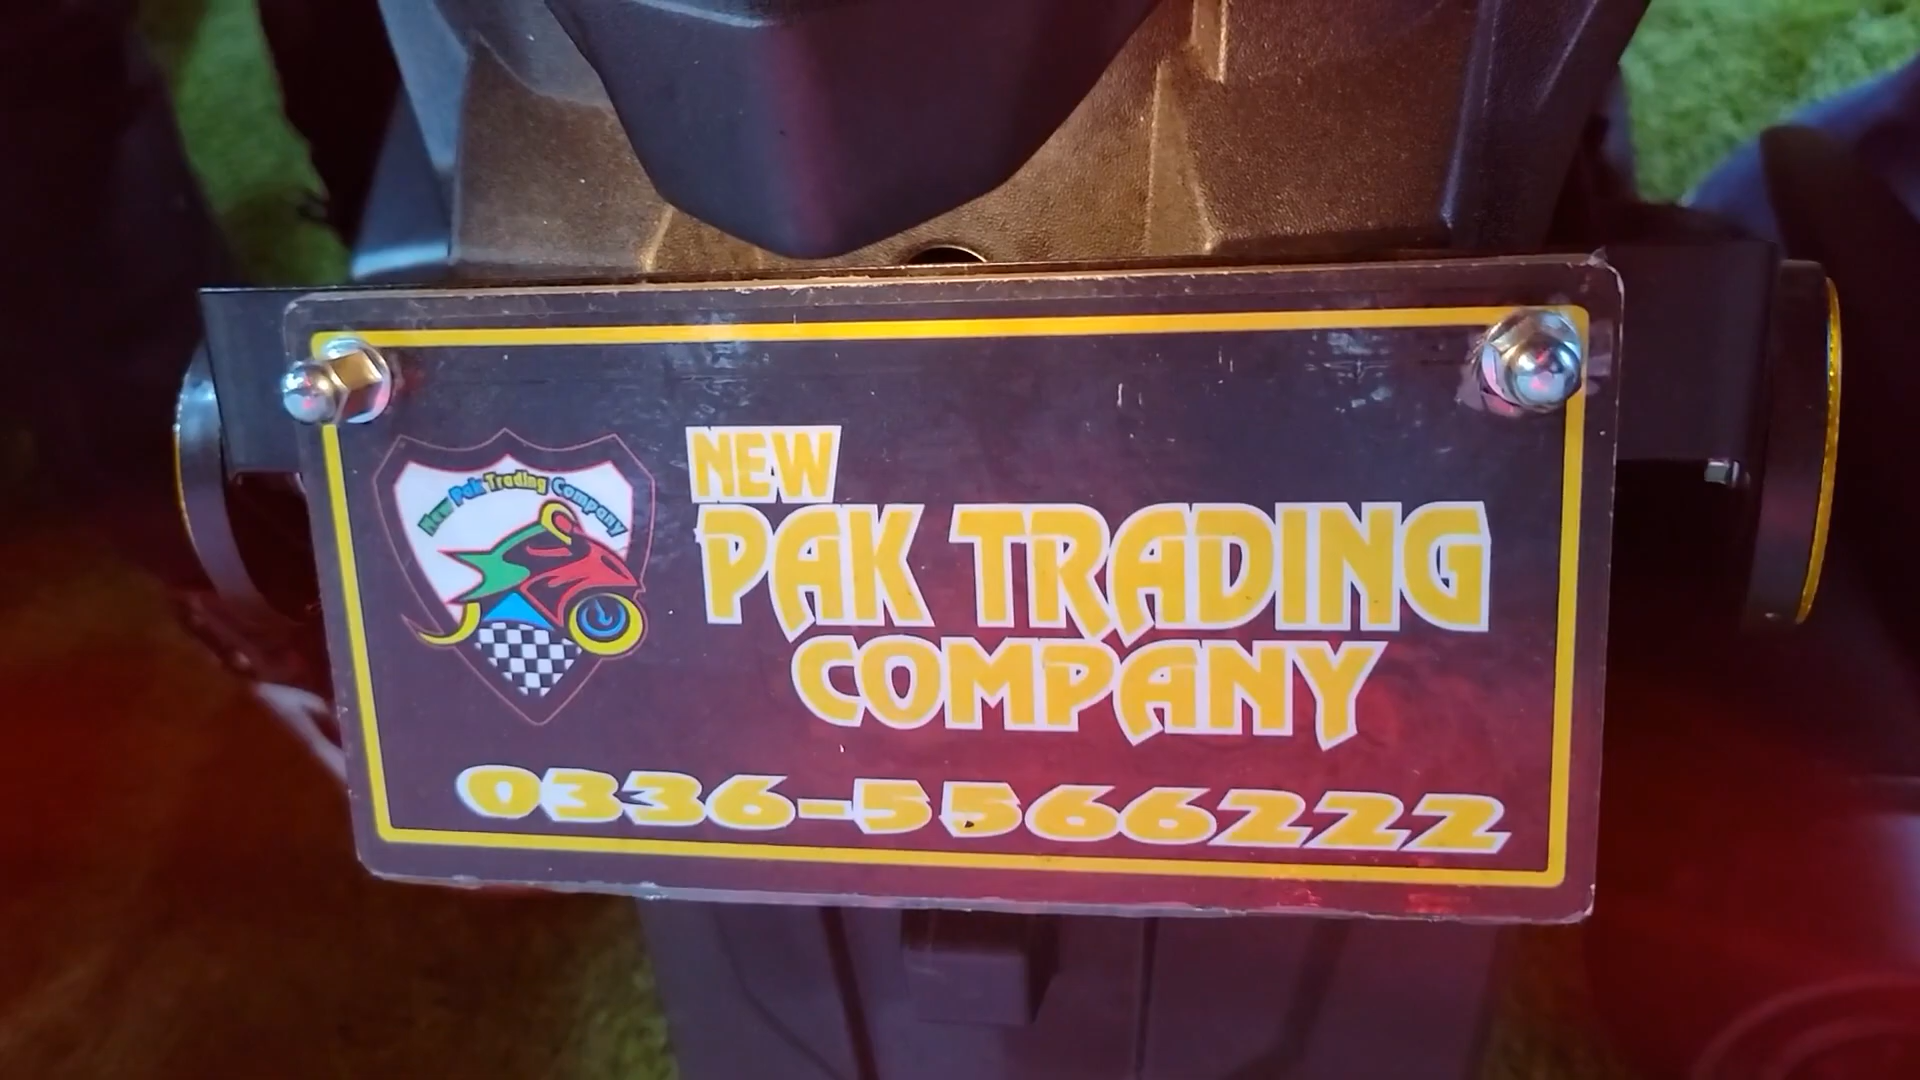 New Pak Trading Company
NEW
PAK TRADING
COMPANY
0336-5566222